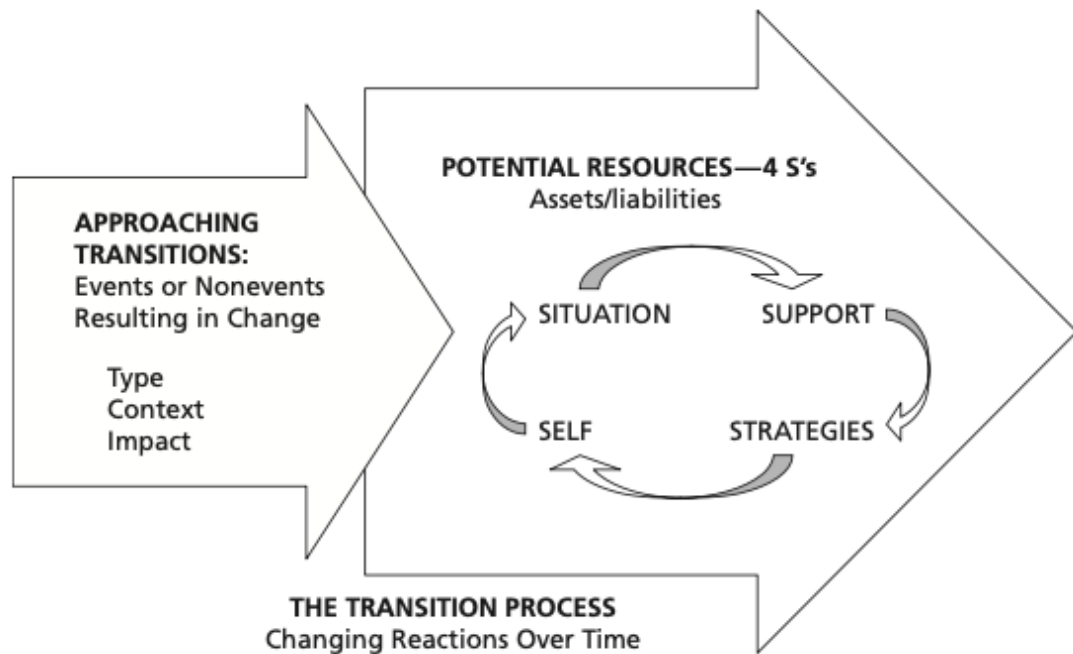 APPROACHING
TRANSITIONS:
Events or Nonevents
Resulting in Change
Type
Context
Impact
POTENTIAL RESOURCES—4 S‘s
Assets/liabilities
SITUATION
SUPPORT
SELF
STRATEGIES
THE TRANSITION PROCESS
Changing Reactions Over Time